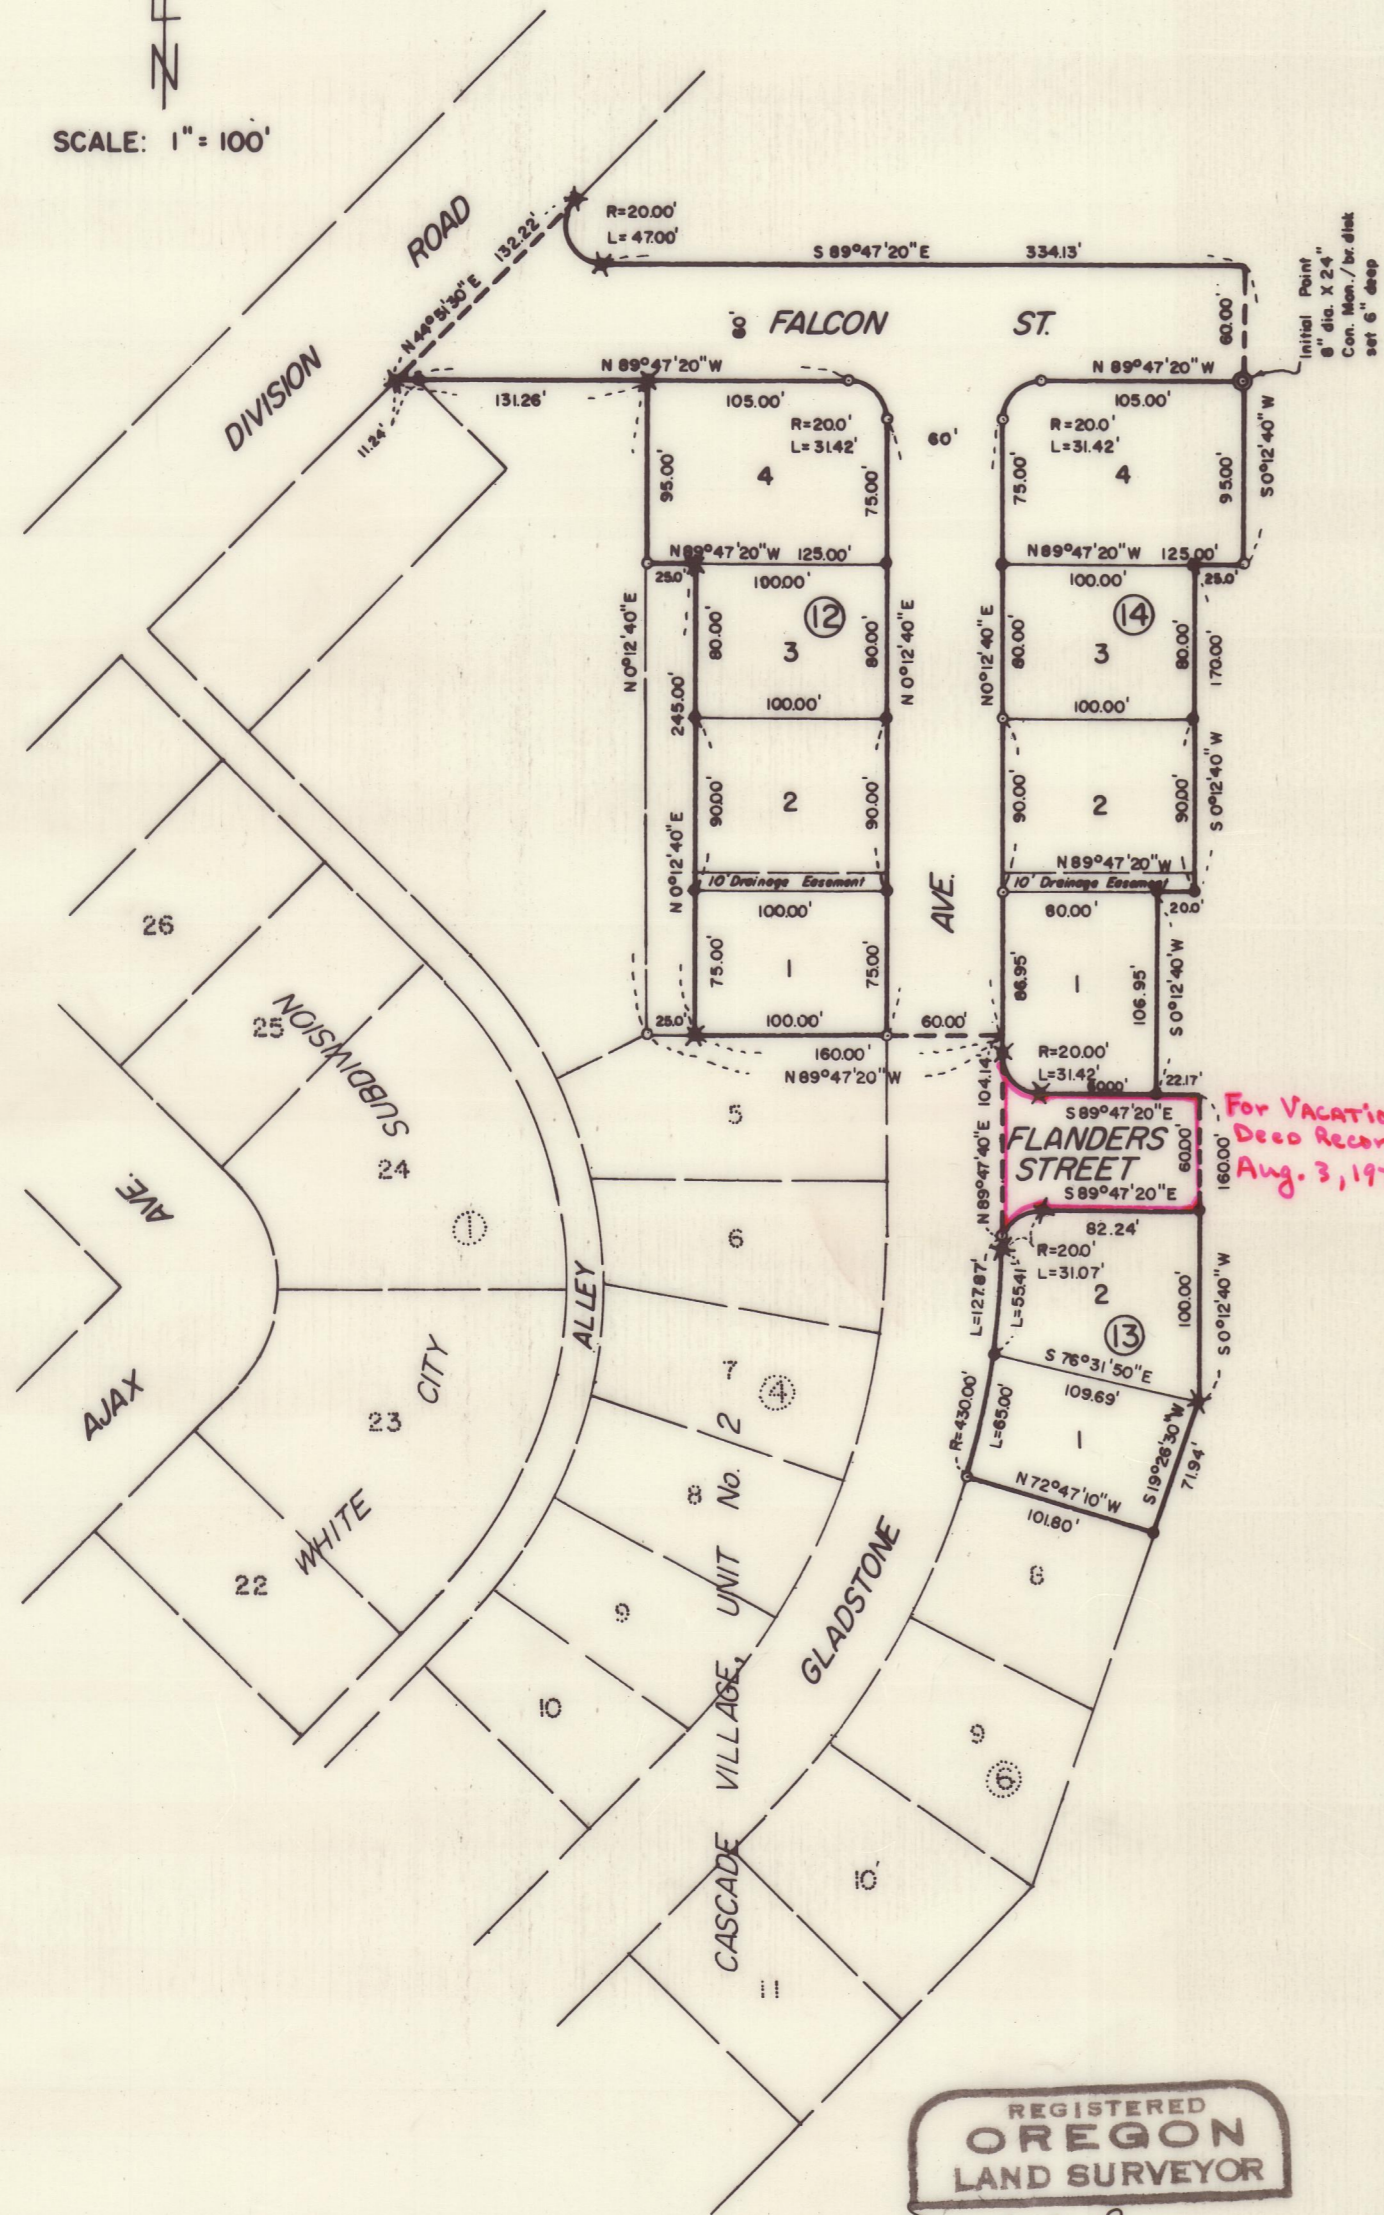 N
SCALE: 1" = 100'
DIVISION ROAD
N 44°51'30" E 132.22'
11.24'
R=20.00'
L=47.00'
S 89°47'20" E 334.13'
60' FALCON ST.
60.00'
Initial Point
8" dia. X 24"
Con. Mon./br. disk
set 6" deep
N 89°47'20" W
131.26'
105.00'
R=20.0'
L=31.42'
4
95.00'
75.00'
60'
N 89°47'20" W
105.00'
R=20.0'
L=31.42'
4
75.00'
95.00'
S 0°12'40" W
N 89°47'20" W 125.00'
25.0'
100.00'
12
3
80.00'
80.00'
N 0°12'40" E
245.00'
N 0°12'40" E
100.00'
N 0°12'40" E
N 89°47'20" W 125.00'
100.00'
25.0'
14
3
80.00'
80.00'
170.00'
N 0°12'40" E
100.00'
2
90.00'
90.00'
10' Drainage Easement
100.00'
2
90.00'
90.00'
S 0°12'40" W
N 89°47'20" W
10' Drainage Easement
80.00'
20.0'
AVE.
1
75.00'
75.00'
25.0'
100.00'
60.00'
160.00'
N 89°47'20" W
1
86.95'
106.95'
S 0°12'40" W
R=20.00'
L=31.42'
60.00'
22.17'
S 89°47'20" E
N 89°47'40" E 104.14'
FLANDERS
STREET
60.00'
160.00'
S 89°47'20" E
For VACATIO
DEED RECOR
Aug. 3, 19
82.24'
R=20.0'
L=31.07'
2
13
L=127.87'
L=55.41'
100.00'
S 0°12'40" W
S 76°31'50" E
109.69'
R=430.00'
L=65.00'
1
S 19°26'30" W
71.94'
N 72°47'10" W
101.80'
26
25
24
1
23
22
WHITE CITY SUBDIVISION
AJAX AVE.
ALLEY
5
6
7
4
8
9
10
CASCADE VILLAGE, UNIT No. 2
GLADSTONE
8
9
6
10
11
REGISTERED
OREGON
LAND SURVEYOR